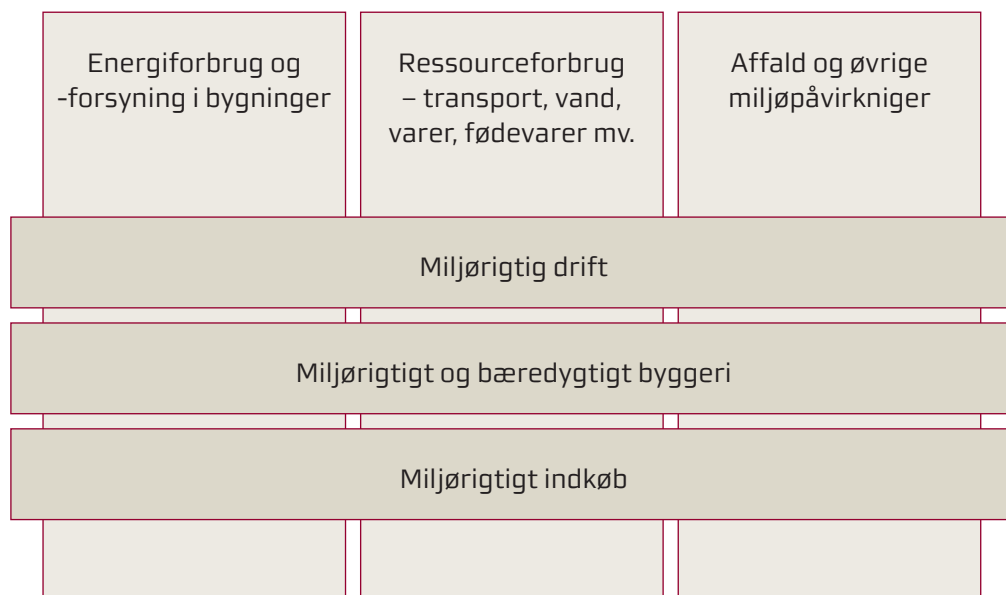 Energiforbrug og
-forsyning i bygninger
Ressourceforbrug
– transport, vand,
varer, fødevarer mv.
Affald og øvrige
miljøpåvirkniger
Miljørigtig drift
Miljørigtigt og bæredygtigt byggeri
Miljørigtigt indkøb